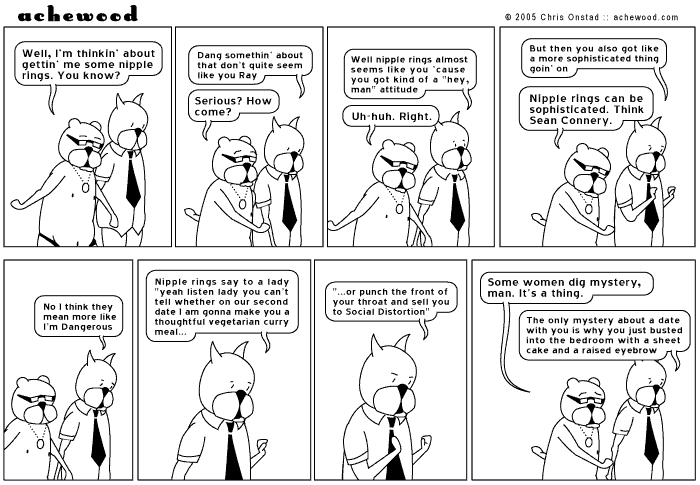 achewood
© 2005 Chris Onstad :: achewood.com
Well, I'm thinkin' about
gettin' me some nipple
rings. You know?
Dang somethin' about
that don't quite seem
like you Ray
Serious? How
come?
Well nipple rings almost
seems like you 'cause
you got kind of a "hey,
man" attitude
Uh-huh. Right.
But then you also got like
a more sophisticated thing
goin' on
Nipple rings can be
sophisticated. Think
Sean Connery.
No I think they
mean more like
I'm Dangerous
Nipple rings say to a lady
"yeah listen lady you can't
tell whether on our second
date I am gonna make you a
thoughtful vegetarian curry
meal...
"...or punch the front of
your throat and sell you
to Social Distortion"
Some women dig mystery,
man. It's a thing.
The only mystery about a date
with you is why you just busted
into the bedroom with a sheet
cake and a raised eyebrow